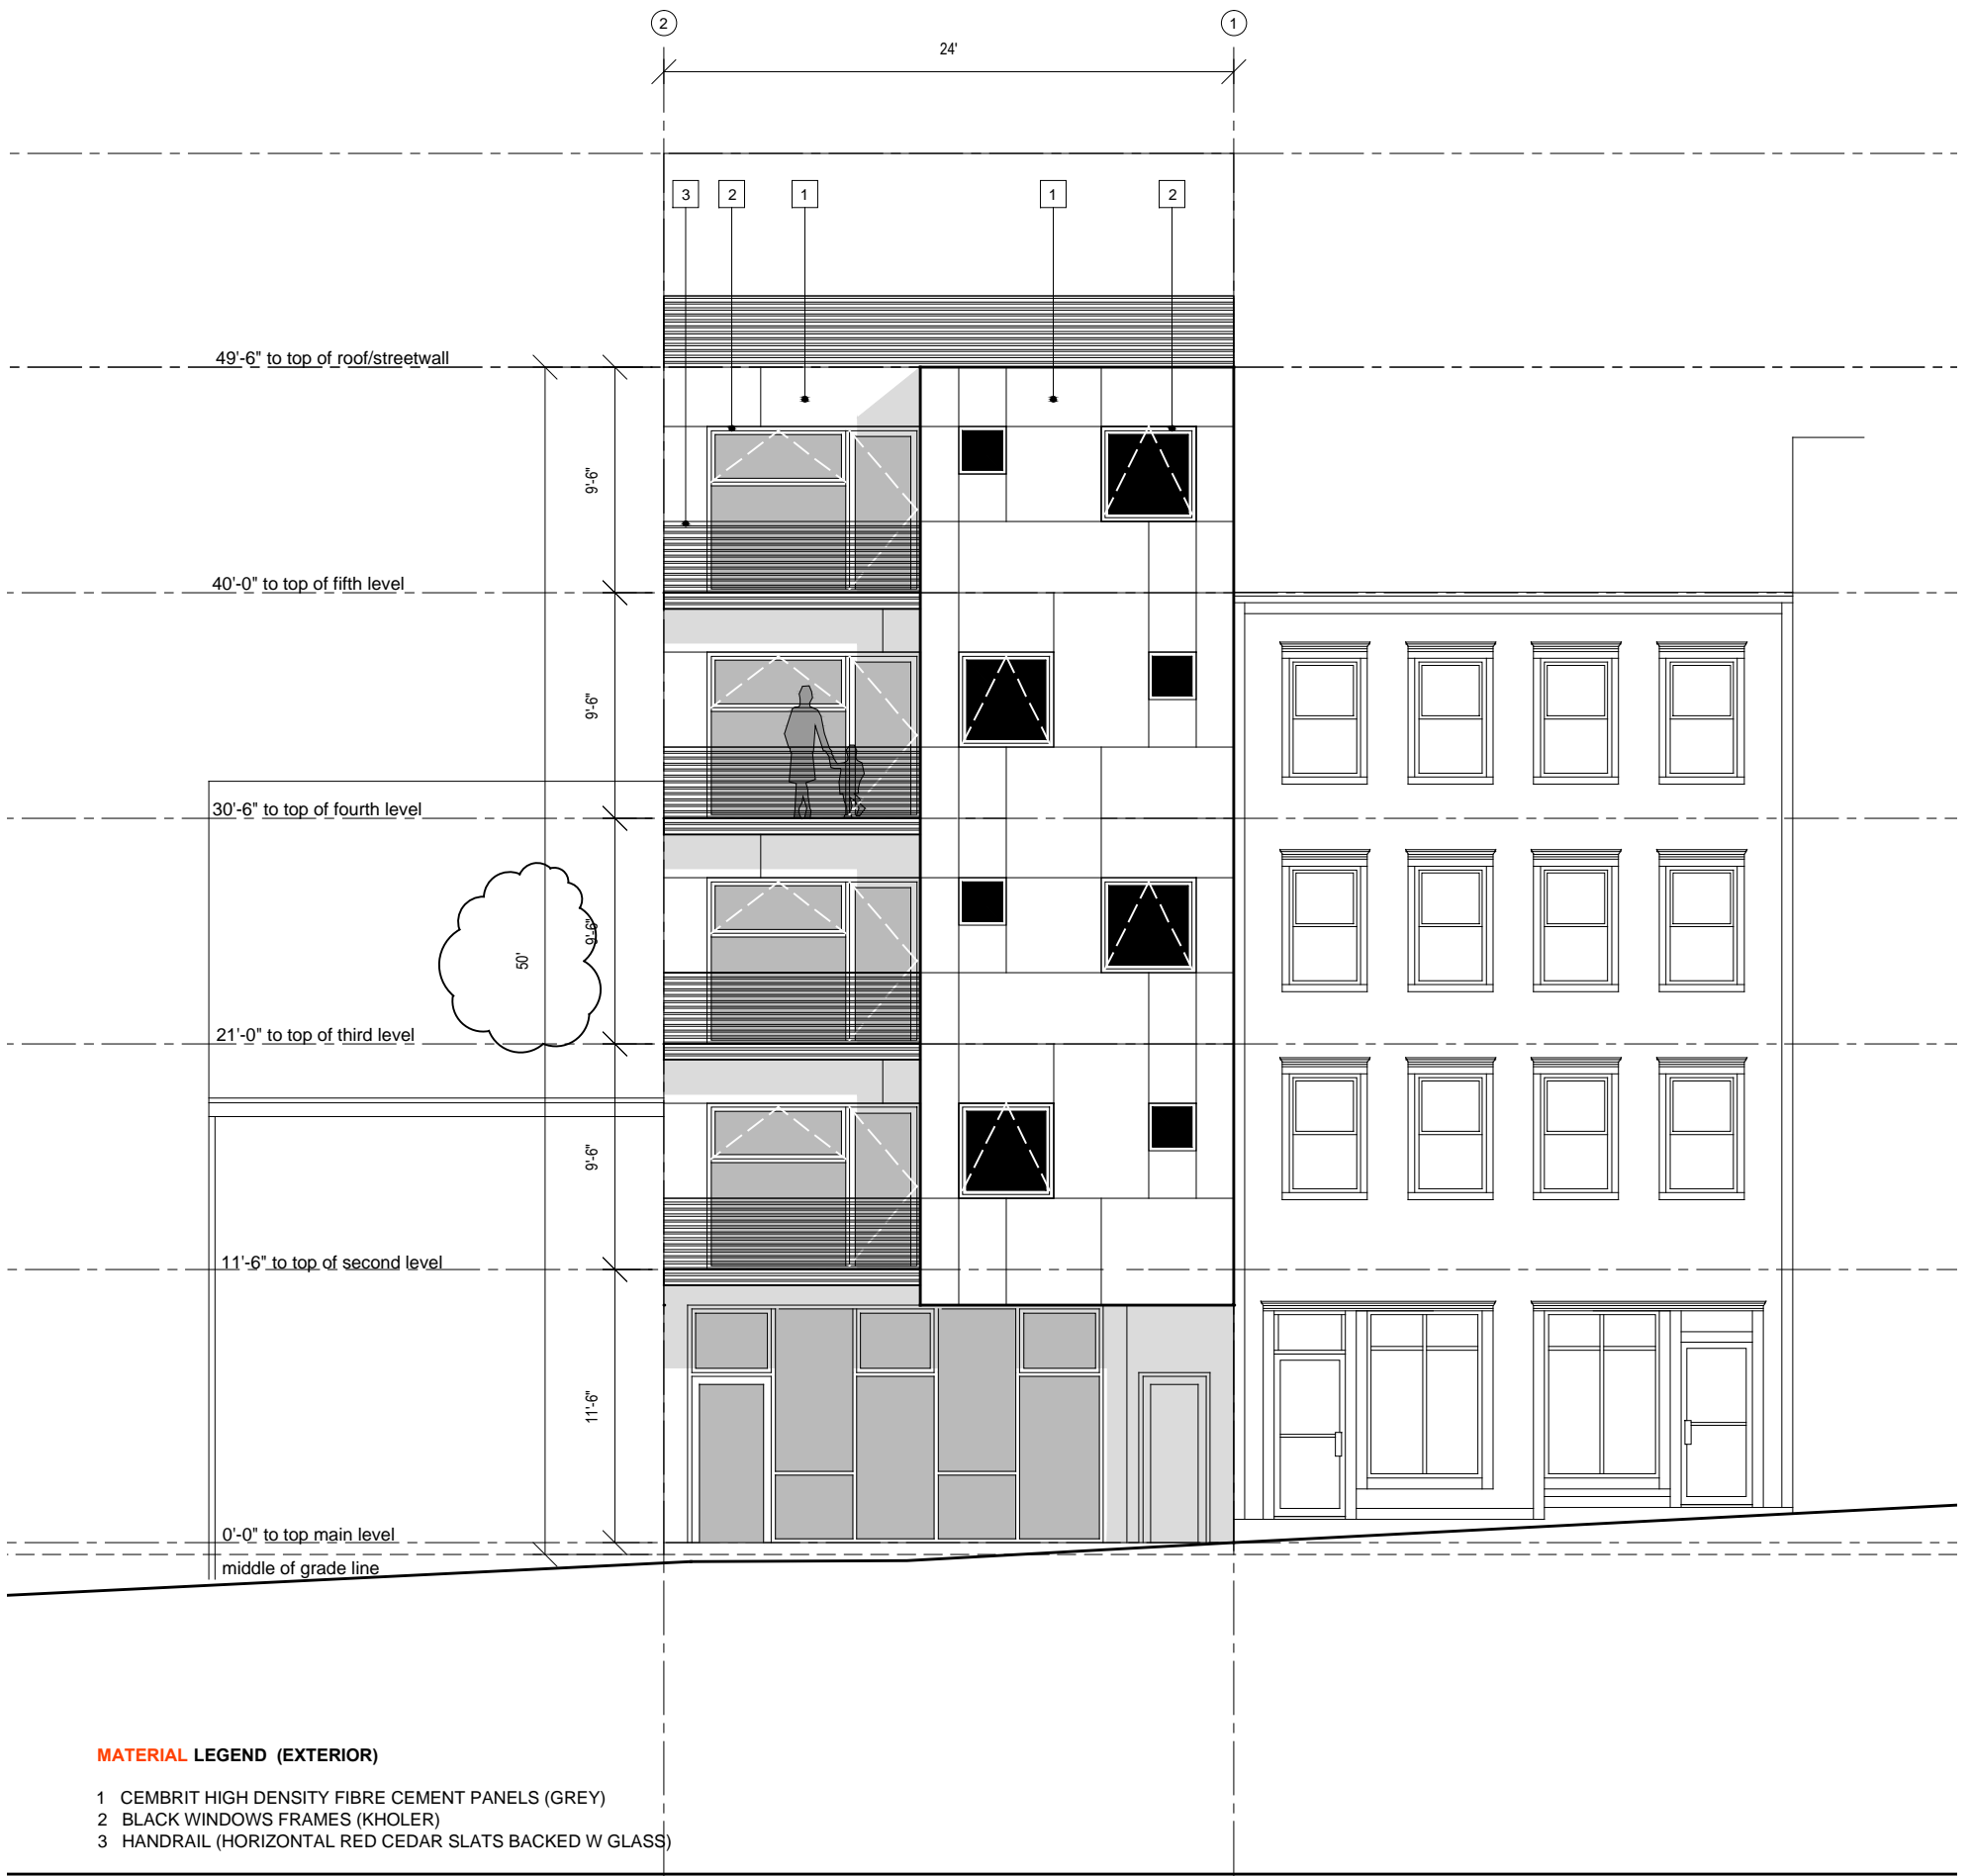 2
1
24'
3
2
1
1
2
49'-6" to top of roof/streetwall
9'-6"
40'-0" to top of fifth level
9'-6"
30'-6" to top of fourth level
9'-6"
50'
21'-0" to top of third level
9'-6"
11'-6" to top of second level
11'-6"
0'-0" to top main level
middle of grade line
MATERIAL LEGEND (EXTERIOR)
1 CEMBRIT HIGH DENSITY FIBRE CEMENT PANELS (GREY)
2 BLACK WINDOWS FRAMES (KHOLER)
3 HANDRAIL (HORIZONTAL RED CEDAR SLATS BACKED W GLASS)